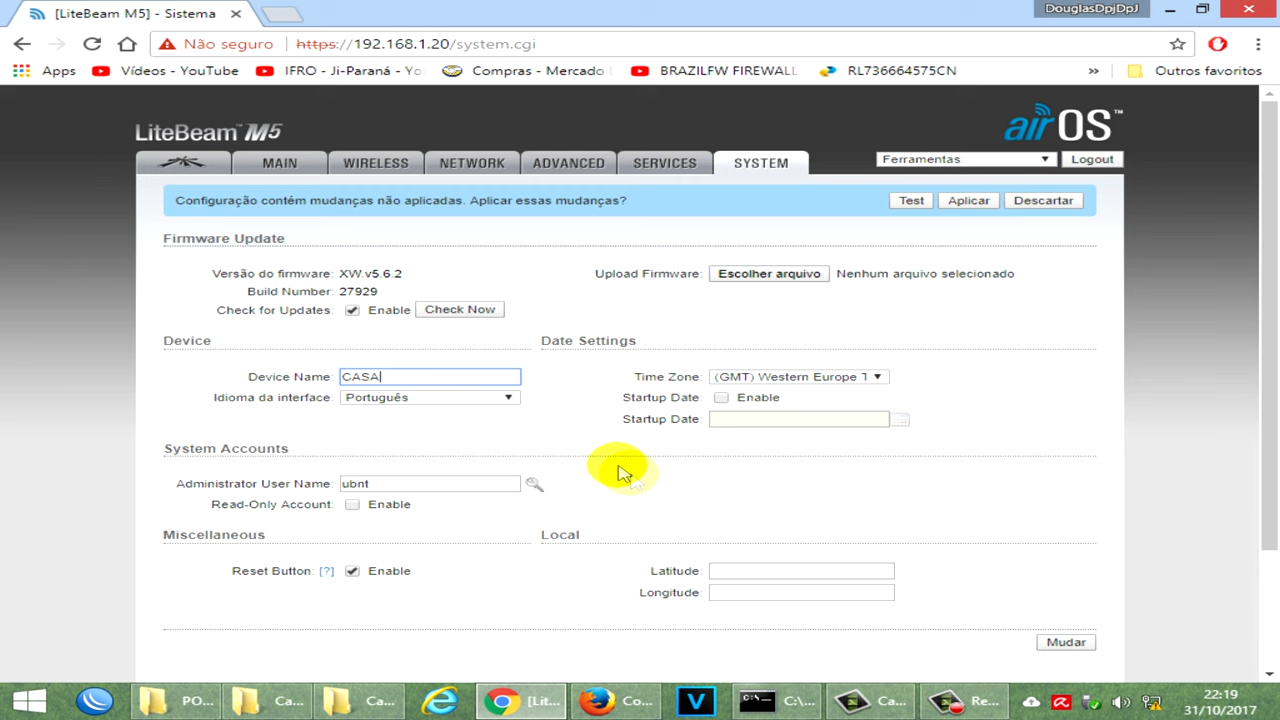 [LiteBeam M5] - Sistema
DouglasDpjDpJ
Não seguro
https://192.168.1.20/system.cgi
Apps
Vídeos - YouTube
IFRO - Ji-Paraná - Yo
Compras - Mercado
BRAZILFW FIREWALL
RL736664575CN
»
Outros favoritos
LiteBeam™ M5
airOS™
MAIN
WIRELESS
NETWORK
ADVANCED
SERVICES
SYSTEM
Ferramentas:
Logout
Configuração contém mudanças não aplicadas. Aplicar essas mudanças?
Test
Aplicar
Descartar
Firmware Update
Versão do firmware: XW.v5.6.2
Upload Firmware: Escolher arquivo Nenhum arquivo selecionado
Build Number: 27929
Check for Updates: Enable Check Now
Device
Date Settings
Device Name: CASA
Time Zone: (GMT) Western Europe T
Idioma da interface: Português
Startup Date: Enable
Startup Date:
System Accounts
Administrator User Name: ubnt
Read-Only Account: Enable
Miscellaneous
Local
Reset Button: [?] Enable
Latitude:
Longitude:
Mudar
PO...
Ca...
Ca...
[Lit...
Co...
V
C:\...
C:\...
Ca...
Re...
22:19
31/10/2017